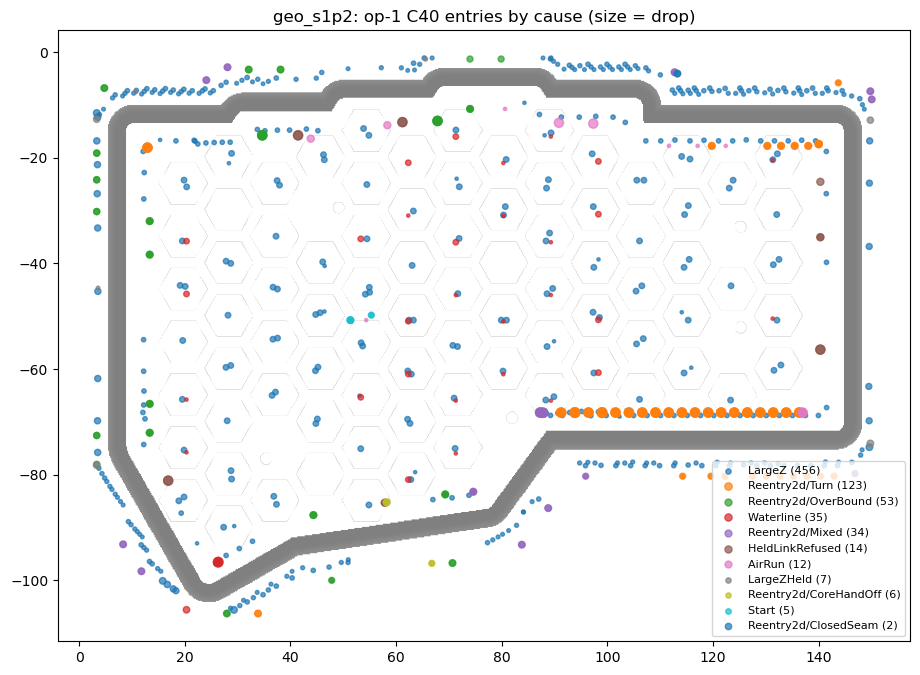 geo_s1p2: op-1 C40 entries by cause (size = drop)
0
−20
−40
−60
−80
−100
0
20
40
60
80
100
120
140
LargeZ (456)
Reentry2d/Turn (123)
Reentry2d/OverBound (53)
Waterline (35)
Reentry2d/Mixed (34)
HeldLinkRefused (14)
AirRun (12)
LargeZHeld (7)
Reentry2d/CoreHandOff (6)
Start (5)
Reentry2d/ClosedSeam (2)